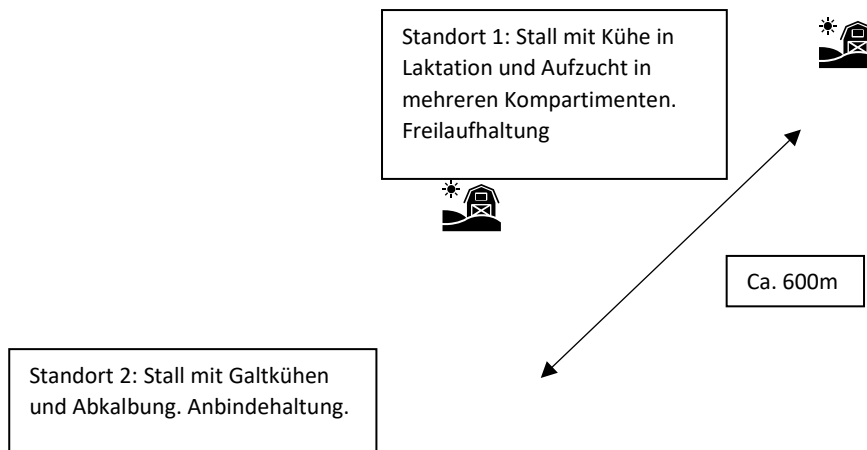 Standort 1: Stall mit Kühe in
Laktation und Aufzucht in
mehreren Kompartimenten.
Freilaufhaltung
Ca. 600m
Standort 2: Stall mit Galtkühen
und Abkalbung. Anbindehaltung.